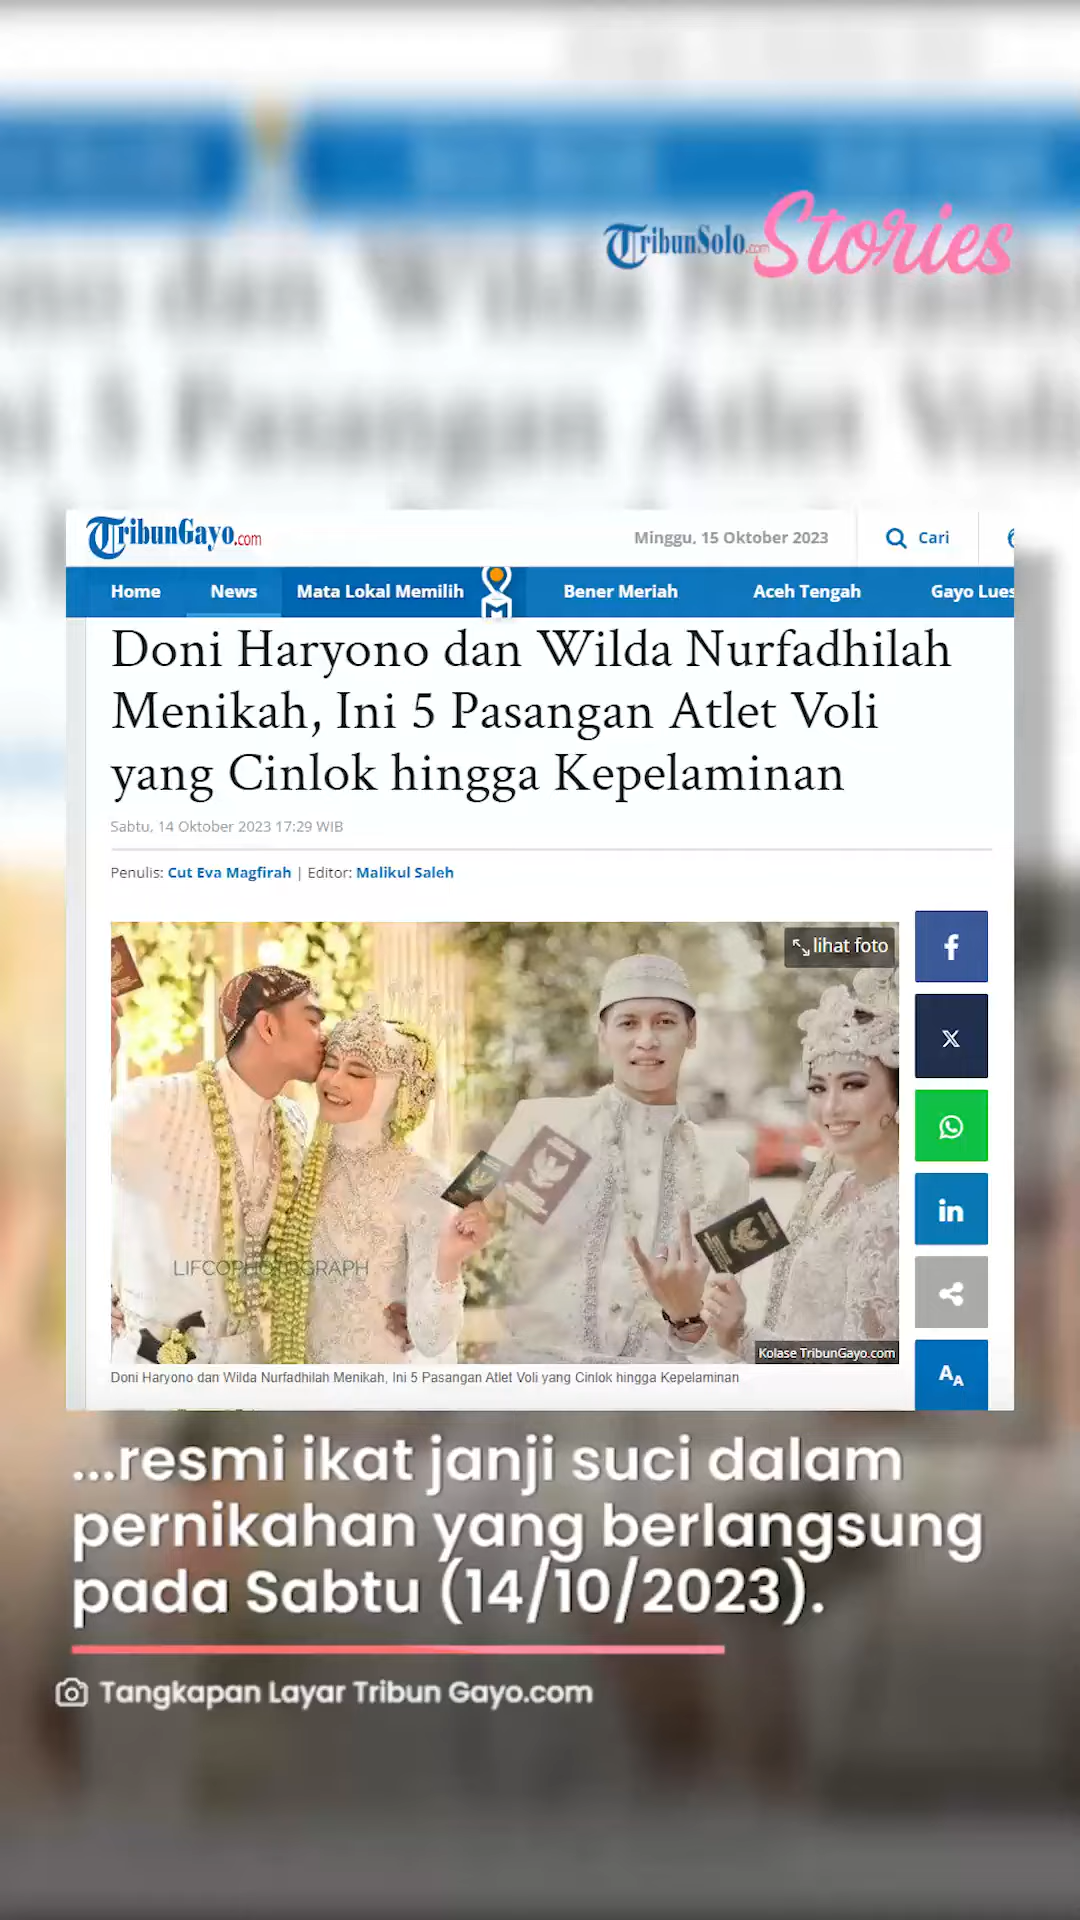 TribunSolo.com Stories
TribunGayo.com
Minggu, 15 Oktober 2023
Cari
Home News Mata Lokal Memilih Bener Meriah Aceh Tengah Gayo Lues
Doni Haryono dan Wilda Nurfadhilah
Menikah, Ini 5 Pasangan Atlet Voli
yang Cinlok hingga Kepelaminan
Sabtu, 14 Oktober 2023 17:29 WIB
Penulis: Cut Eva Magfirah | Editor: Malikul Saleh
lihat foto
LIFCOPHOTOGRAPH
Kolase TribunGayo.com
Doni Haryono dan Wilda Nurfadhilah Menikah, Ini 5 Pasangan Atlet Voli yang Cinlok hingga Kepelaminan
...resmi ikat janji suci dalam
pernikahan yang berlangsung
pada Sabtu (14/10/2023).
Tangkapan Layar Tribun Gayo.com